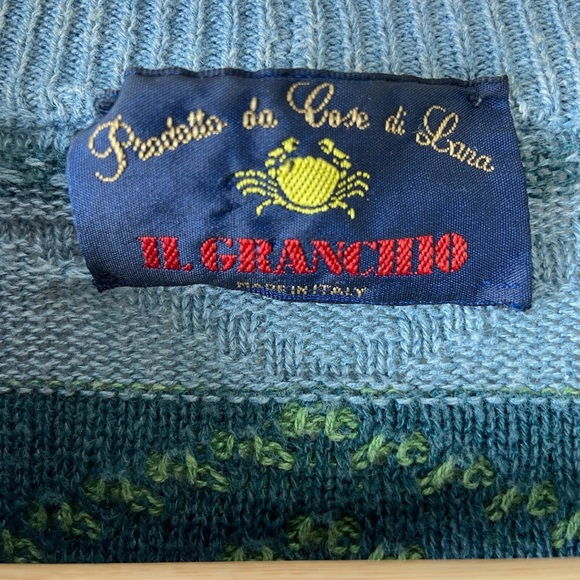 Prodotto da Cose di Lana
IL GRANCHIO
MADE IN ITALY